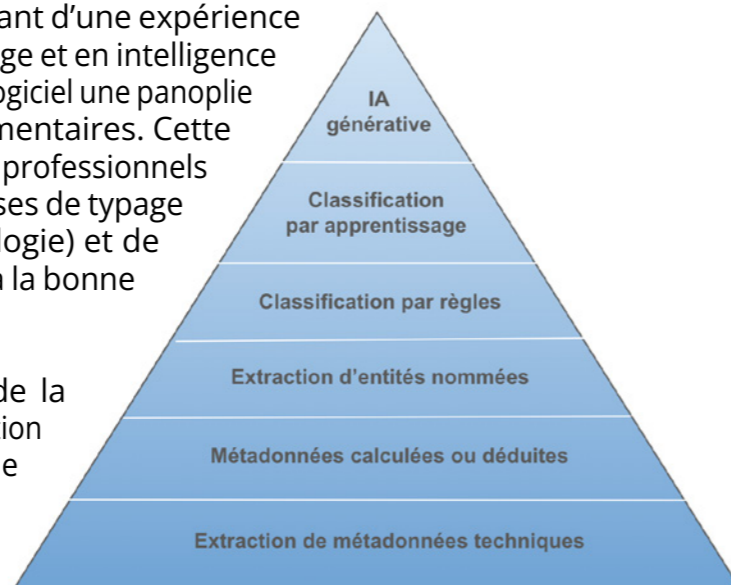 ant d’une expérience
ge et en intelligence
ogiciel une panoplie
mentaires. Cette
professionnels
ses de typage
logie) et de
à la bonne
de la
tion
e
IA
générative
Classification
par apprentissage
Classification par règles
Extraction d’entités nommées
Métadonnées calculées ou déduites
Extraction de métadonnées techniques